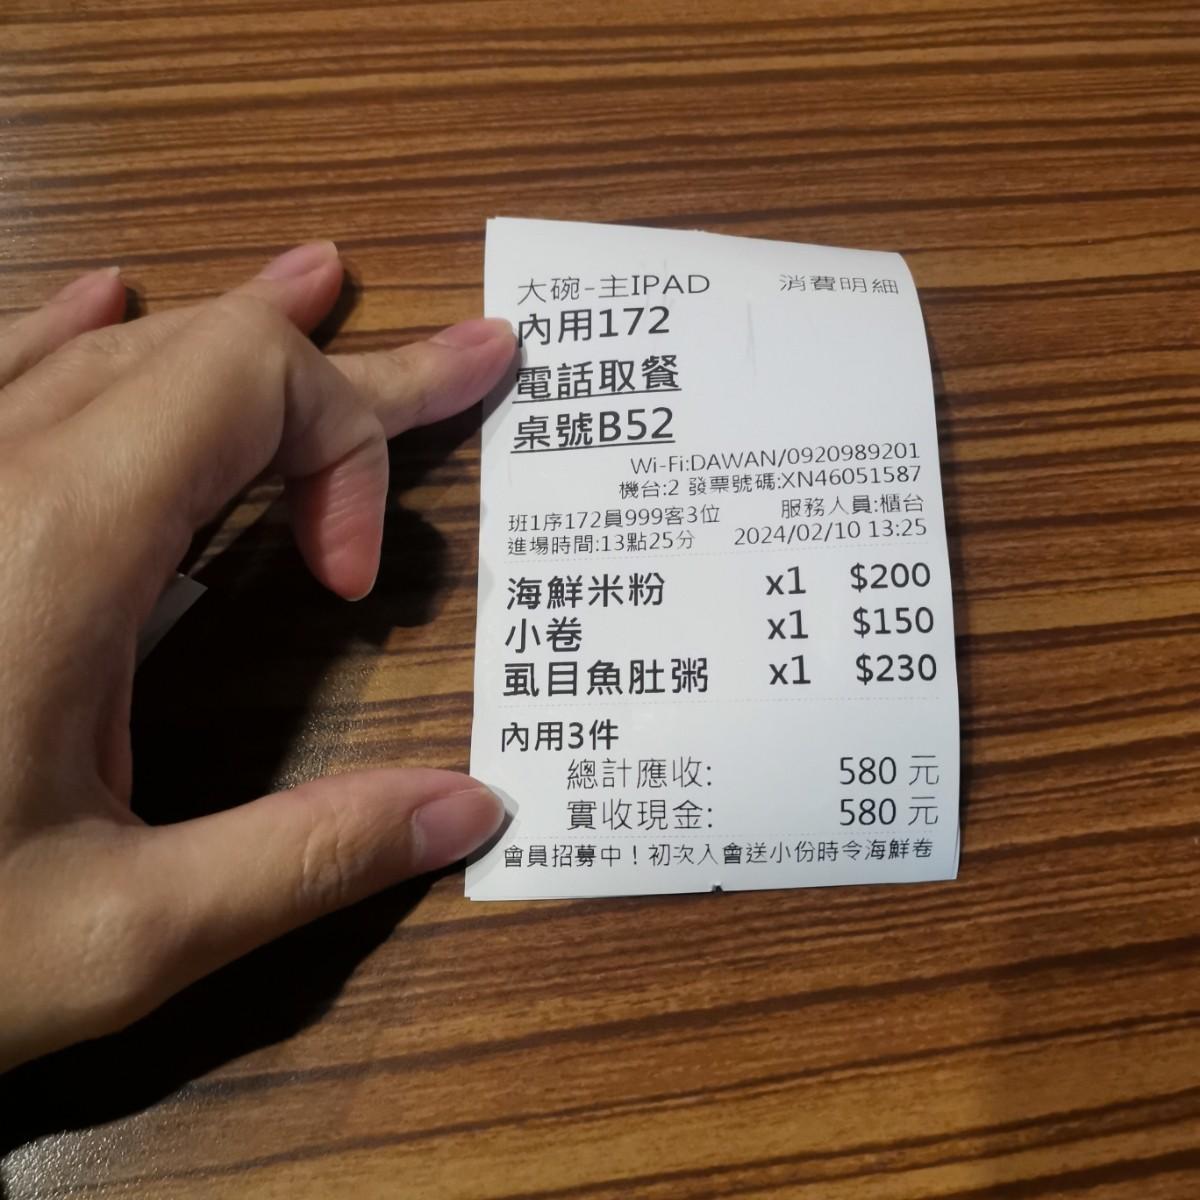 大碗-主IPAD 消費明細
內用172
電話取餐
桌號B52
Wi-Fi:DAWAN/0920989201
機台:2 發票號碼:XN46051587
班1序172員999客3位 服務人員:櫃台
進場時間:13點25分 2024/02/10 13:25
海鮮米粉 x1 $200
小卷 x1 $150
虱目魚肚粥 x1 $230
內用3件
總計應收: 580 元
實收現金: 580 元
會員招募中！初次入會送小份時令海鮮卷